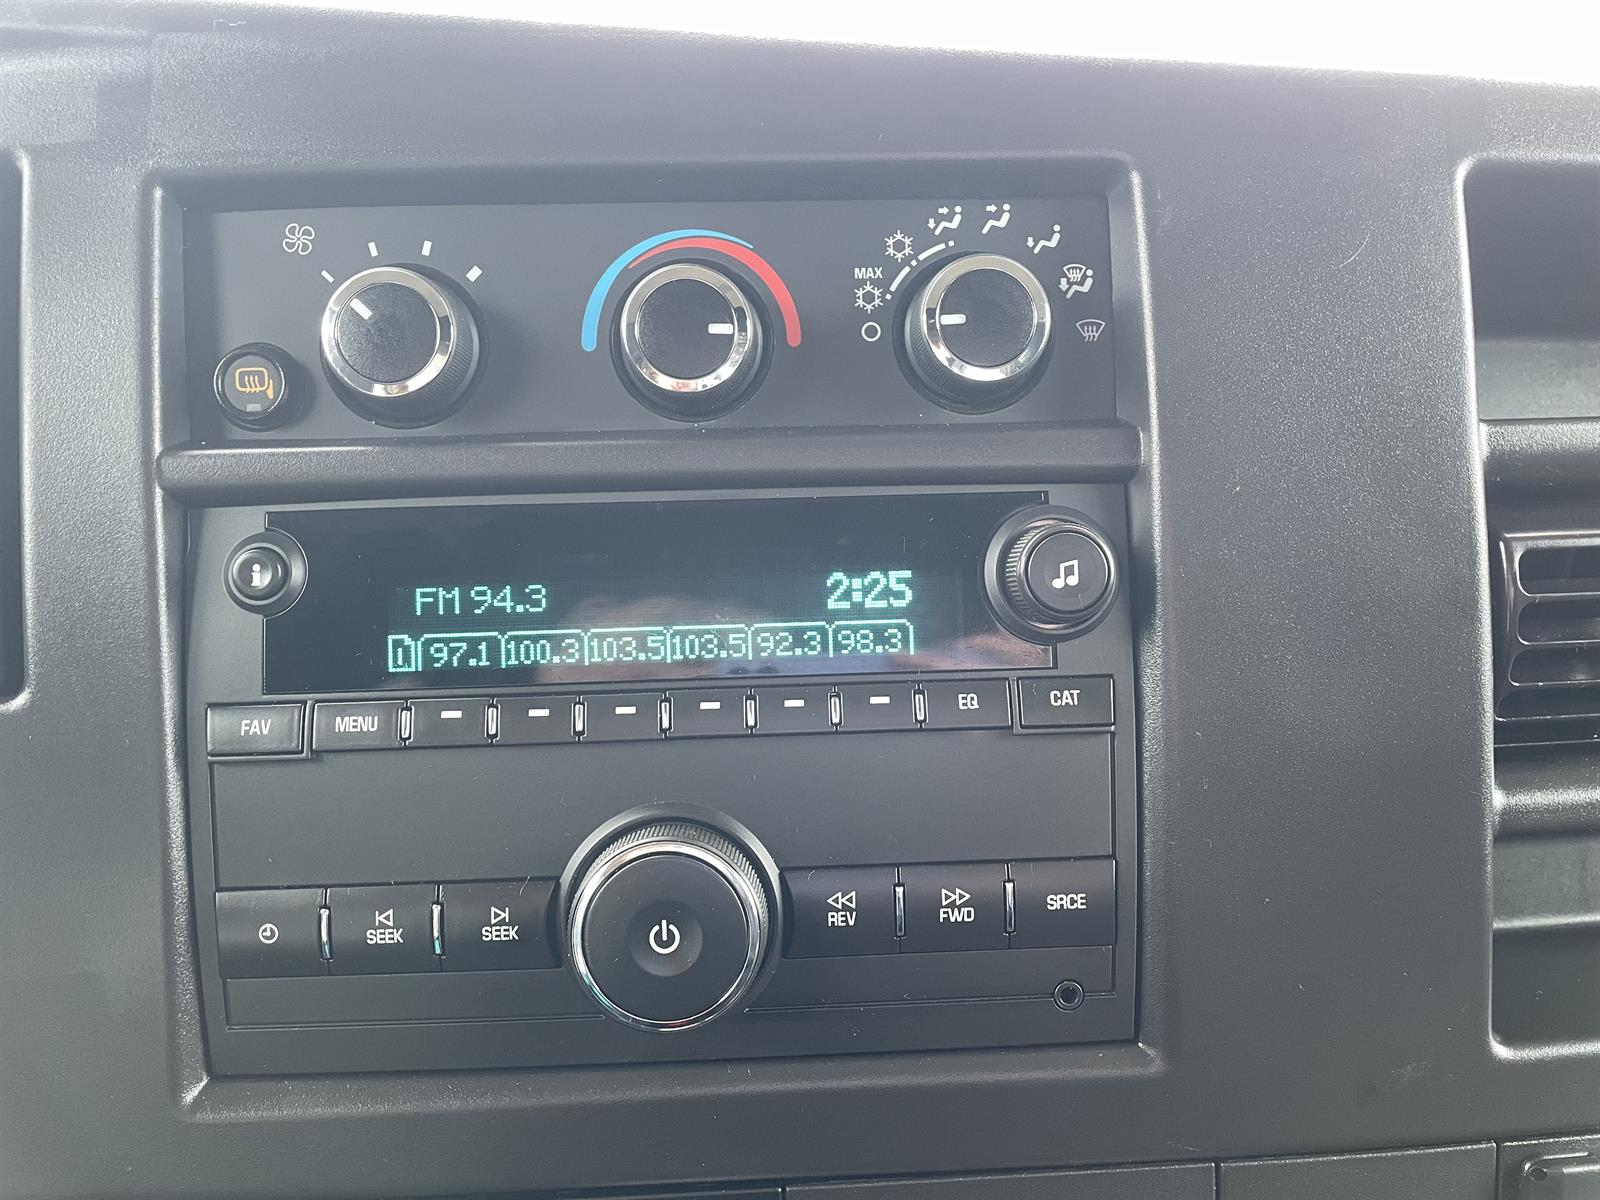 MAX
i
FM 94.3 2:25
1 97.1 100.3 103.5 103.5 92.3 98.3
FAV MENU EQ CAT
SEEK SEEK REV FWD SRCE